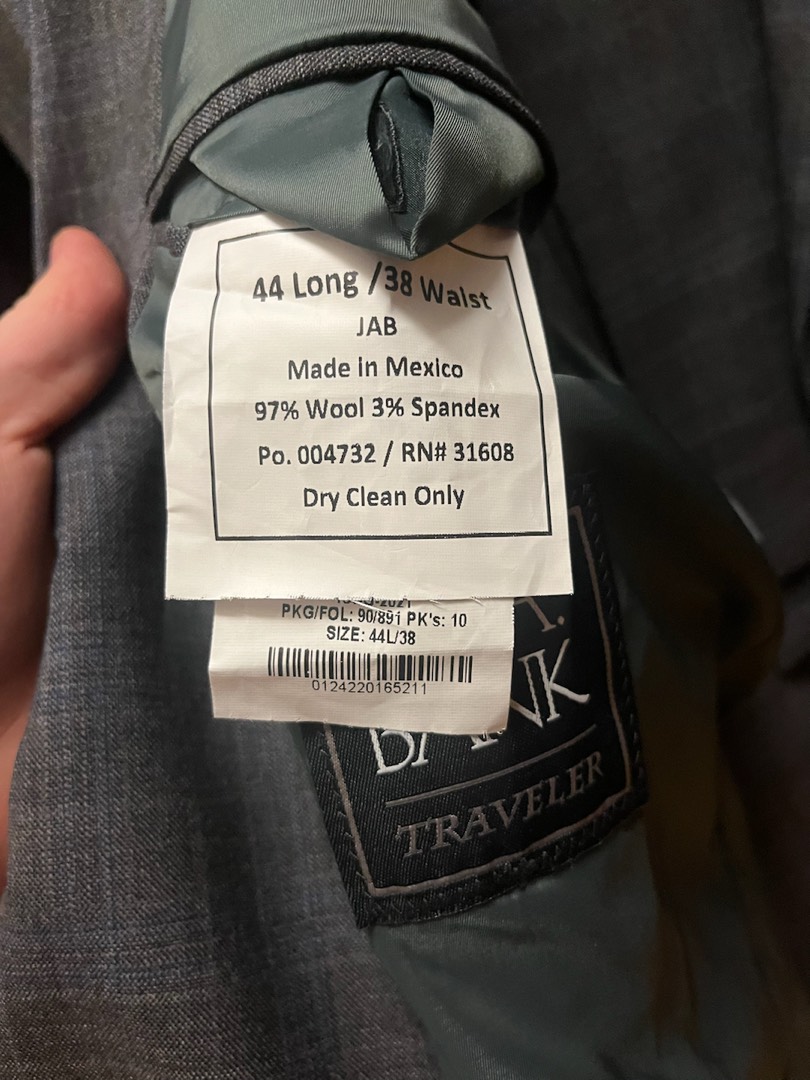 44 Long /38 Waist
JAB
Made in Mexico
97% Wool 3% Spandex
Po. 004732 / RN# 31608
Dry Clean Only
PKG/FOL: 90/891 PK's: 10
SIZE: 44L/38
0124220165211
BANK
TRAVELER